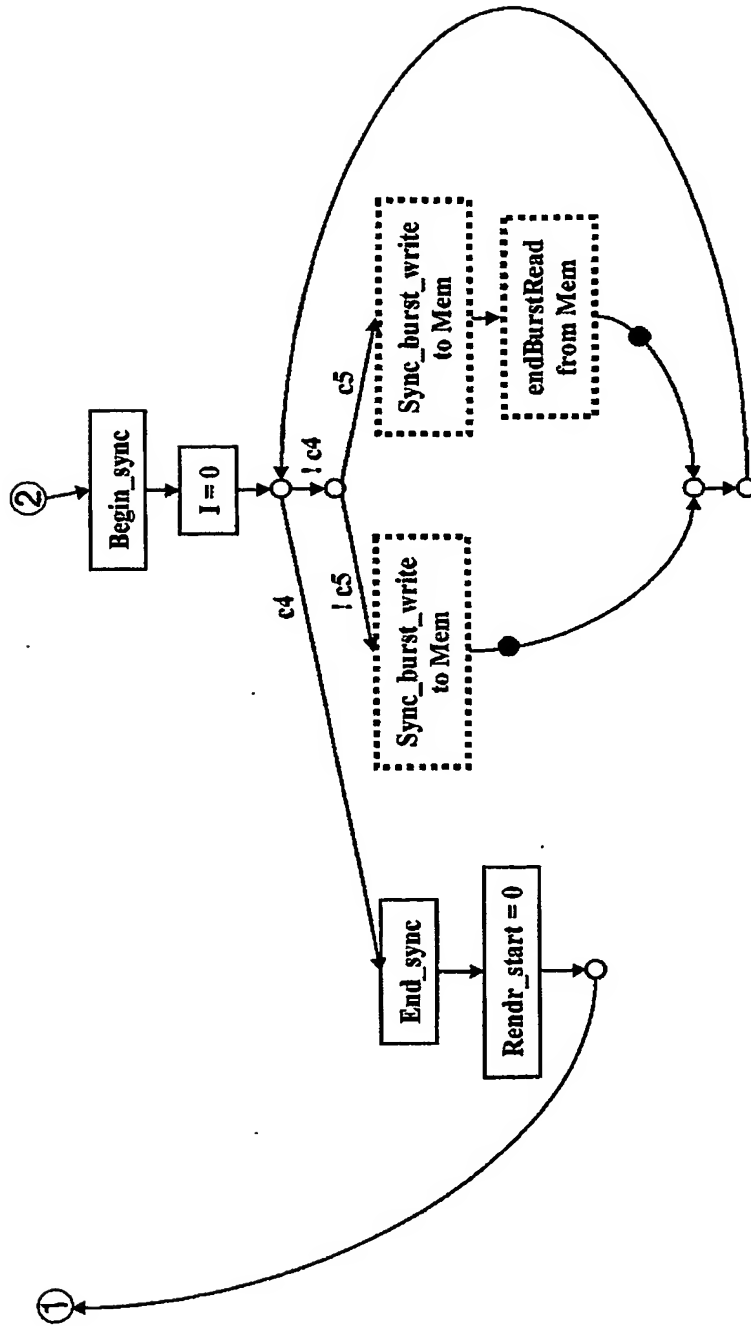 1
2
Begin_sync
I = 0
c4
! c4
! c5
c5
Sync_burst_write
to Mem
Sync_burst_write
to Mem
endBurstRead
from Mem
End_sync
Rendr_start = 0